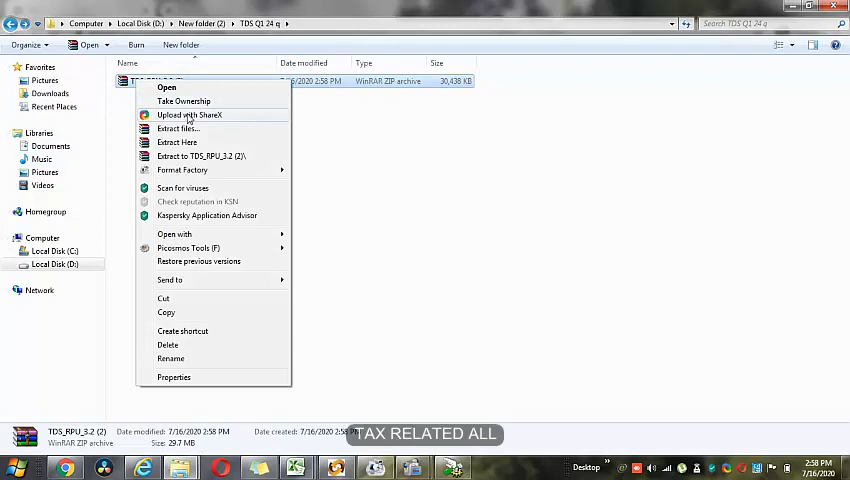 Computer ▸ Local Disk (D:) ▸ New folder (2) ▸ TDS Q1 24 q
Search TDS Q1 24 q
Organize Open Burn New folder
Name Date modified Type Size
Favorites
Pictures
Downloads
Recent Places
Libraries
Documents
Music
Pictures
Videos
Homegroup
Computer
Local Disk (C:)
Local Disk (D:)
Network
7/16/2020 2:58 PM WinRAR ZIP archive 30,438 KB
Open
Take Ownership
Upload with ShareX
Extract files...
Extract Here
Extract to TDS_RPU_3.2 (2)\
Format Factory
Scan for viruses
Check reputation in KSN
Kaspersky Application Advisor
Open with
Picosmos Tools (F)
Restore previous versions
Send to
Cut
Copy
Create shortcut
Delete
Rename
Properties
TDS_RPU_3.2 (2) Date modified: 7/16/2020 2:58 PM Date created: 7/16/2020 2:58 PM
WinRAR ZIP archive Size: 29.7 MB
TAX RELATED ALL
Desktop
2:58 PM
7/16/2020